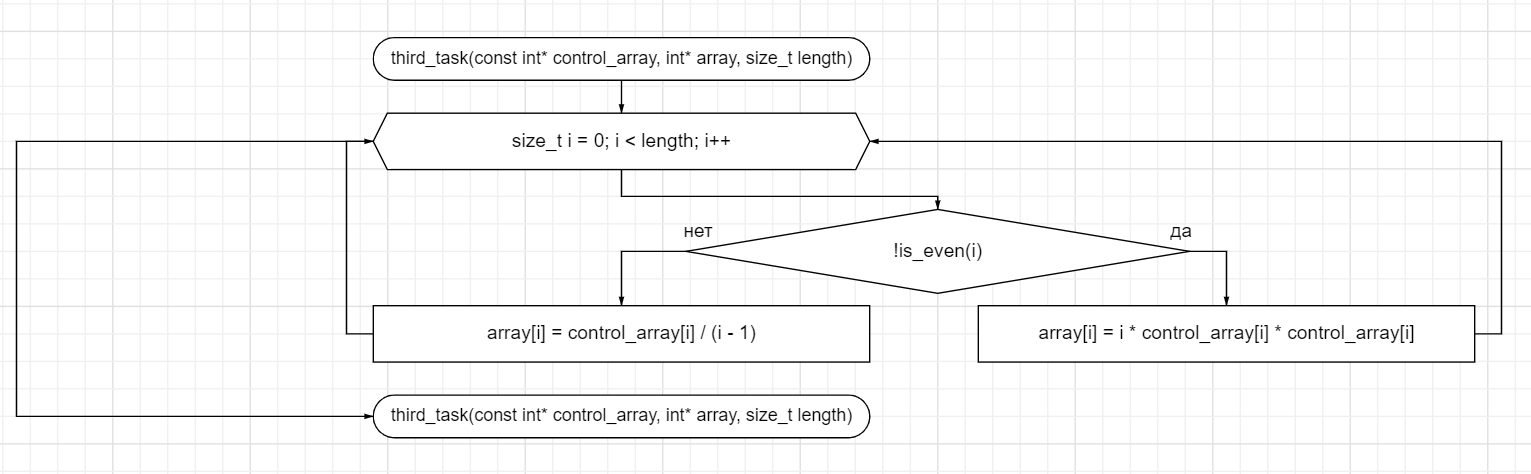 third_task(const int* control_array, int* array, size_t length)
size_t i = 0; i < length; i++
нет
да
!is_even(i)
array[i] = control_array[i] / (i - 1)
array[i] = i * control_array[i] * control_array[i]
third_task(const int* control_array, int* array, size_t length)